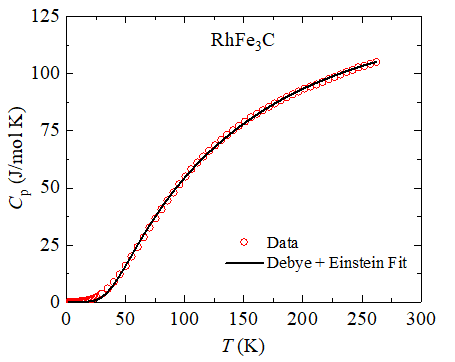 RhFe₃C
125
100
75
50
25
0
Cₚ (J/mol K)
Data
Debye + Einstein Fit
0 50 100 150 200 250 300
T (K)